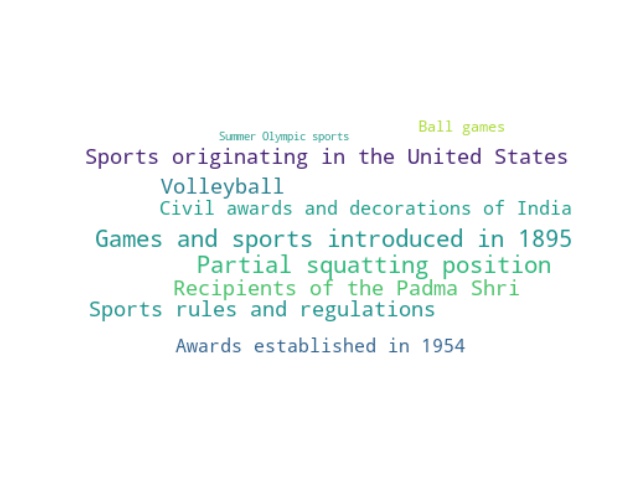 Ball games
Summer Olympic sports
Sports originating in the United States
Volleyball
Civil awards and decorations of India
Games and sports introduced in 1895
Partial squatting position
Recipients of the Padma Shri
Sports rules and regulations
Awards established in 1954